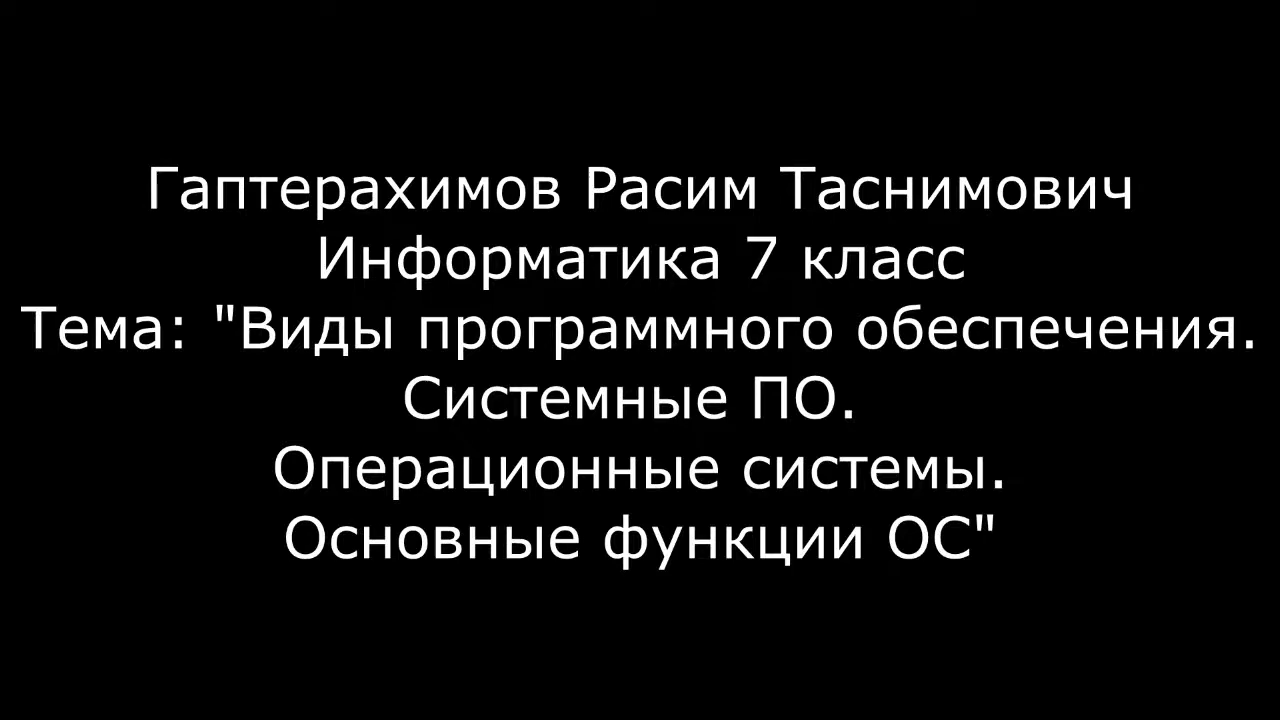 Гаптерахимов Расим Таснимович
Информатика 7 класс
Тема: "Виды программного обеспечения.
Системные ПО.
Операционные системы.
Основные функции ОС"